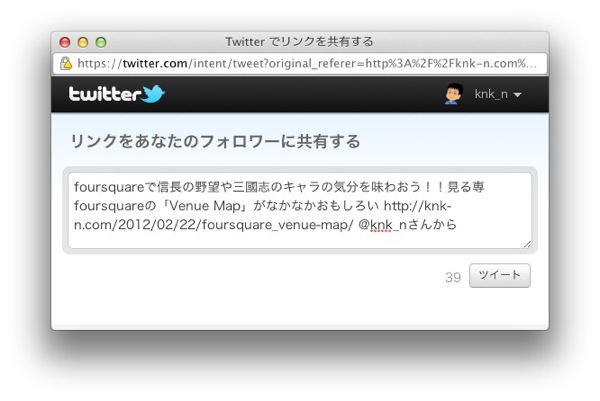 Twitter でリンクを共有する
https://twitter.com/intent/tweet?original_referer=http%3A%2F%2Fknk-n.com%...
twitter
knk_n
リンクをあなたのフォロワーに共有する
foursquareで信長の野望や三國志のキャラの気分を味わおう！！見る専
foursquareの「Venue Map」がなかなかおもしろい http://knk-
n.com/2012/02/22/foursquare_venue-map/ @knk_nさんから
39
ツイート